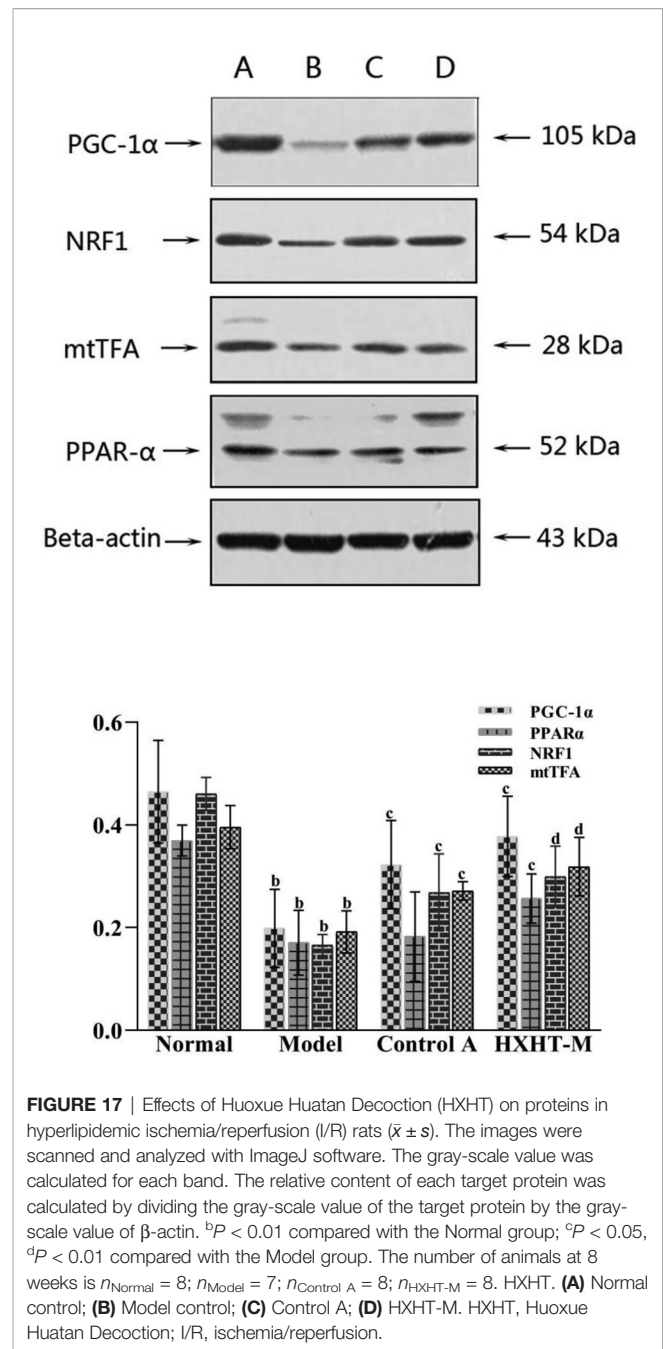 A B C D
PGC-1α → ← 105 kDa
NRF1 → ← 54 kDa
mtTFA → ← 28 kDa
PPAR-α → ← 52 kDa
Beta-actin → ← 43 kDa
0.6
0.4
0.2
0.0
PGC-1α
PPARα
NRF1
mtTFA
b b b b
c c c
c c d d
Normal Model Control A HXHT-M
FIGURE 17 | Effects of Huoxue Huatan Decoction (HXHT) on proteins in
hyperlipidemic ischemia/reperfusion (I/R) rats (x̄ ± s). The images were
scanned and analyzed with ImageJ software. The gray-scale value was
calculated for each band. The relative content of each target protein was
calculated by dividing the gray-scale value of the target protein by the gray-
scale value of β-actin. ᵇP < 0.01 compared with the Normal group; ᶜP < 0.05,
ᵈP < 0.01 compared with the Model group. The number of animals at 8
weeks is nNormal = 8; nModel = 7; nControl A = 8; nHXHT-M = 8. HXHT. (A) Normal
control; (B) Model control; (C) Control A; (D) HXHT-M. HXHT, Huoxue
Huatan Decoction; I/R, ischemia/reperfusion.